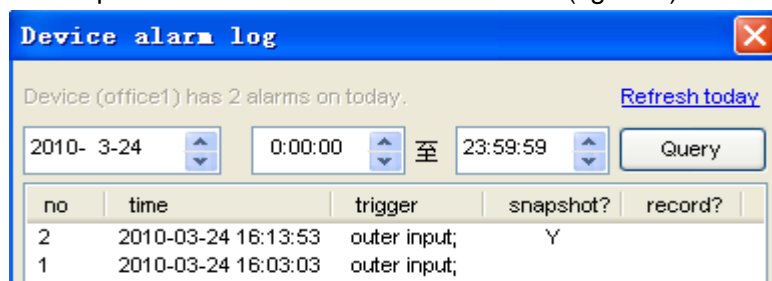 Device alarm log
Device (office1) has 2 alarms on today. Refresh today
2010- 3-24 0:00:00 至 23:59:59 Query
no time trigger snapshot? record?
2 2010-03-24 16:13:53 outer input; Y
1 2010-03-24 16:03:03 outer input;